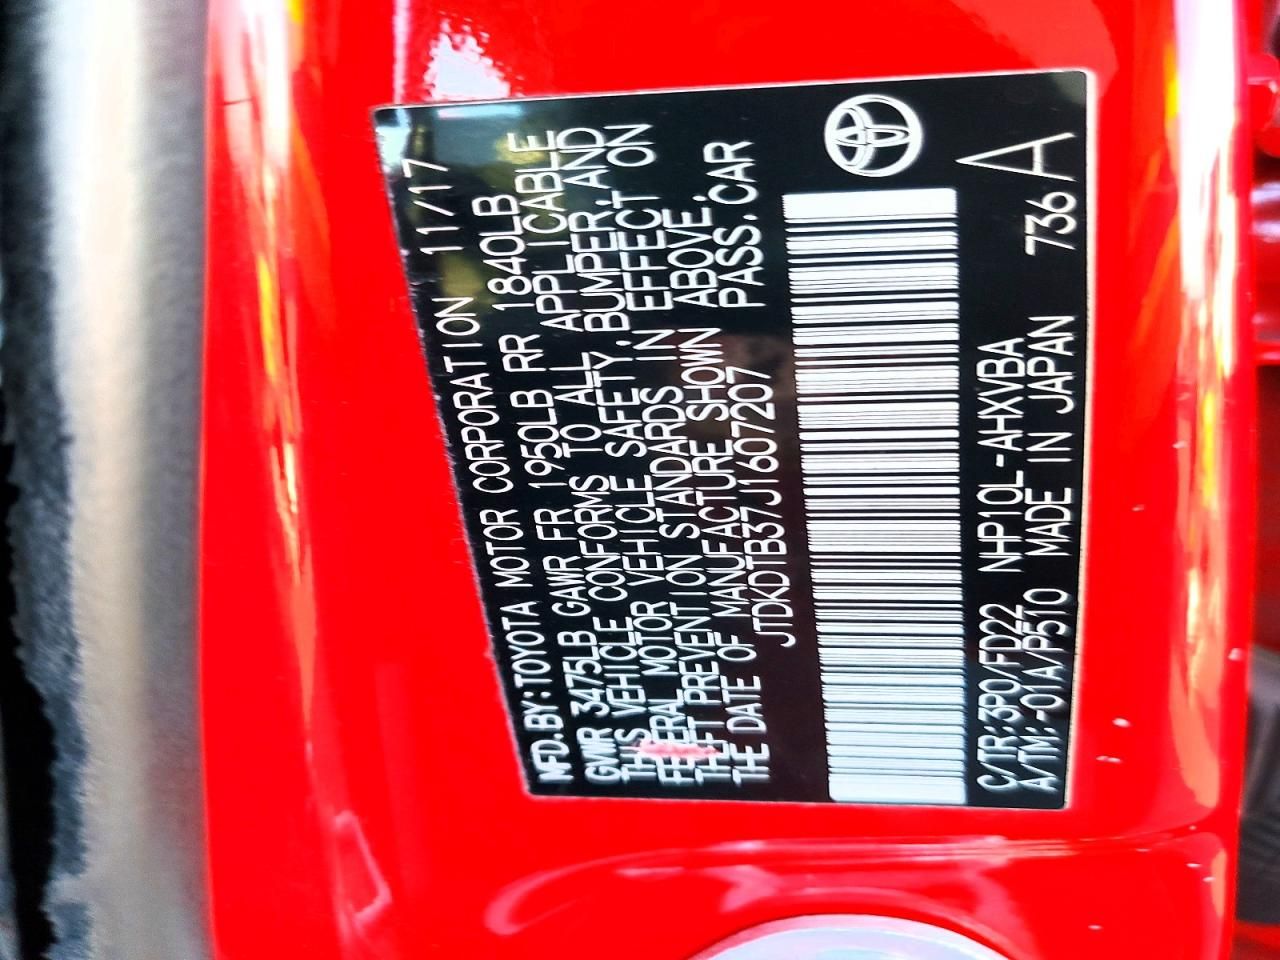 MFD.BY:TOYOTA MOTOR CORPORATION 11/17
GVWR 3475LB GAWR FR 1950LB RR 1840LB
THIS VEHICLE CONFORMS TO ALL APPLICABLE
FEDERAL MOTOR VEHICLE SAFETY, BUMPER, AND
THEFT PREVENTION STANDARDS IN EFFECT ON
THE DATE OF MANUFACTURE SHOWN ABOVE.
JTDKDTB37J1607207 PASS.CAR
C/TR:3P0/FD22 NHP10L-AHXVBA
A/TM:-01A/P510 MADE IN JAPAN 736 A